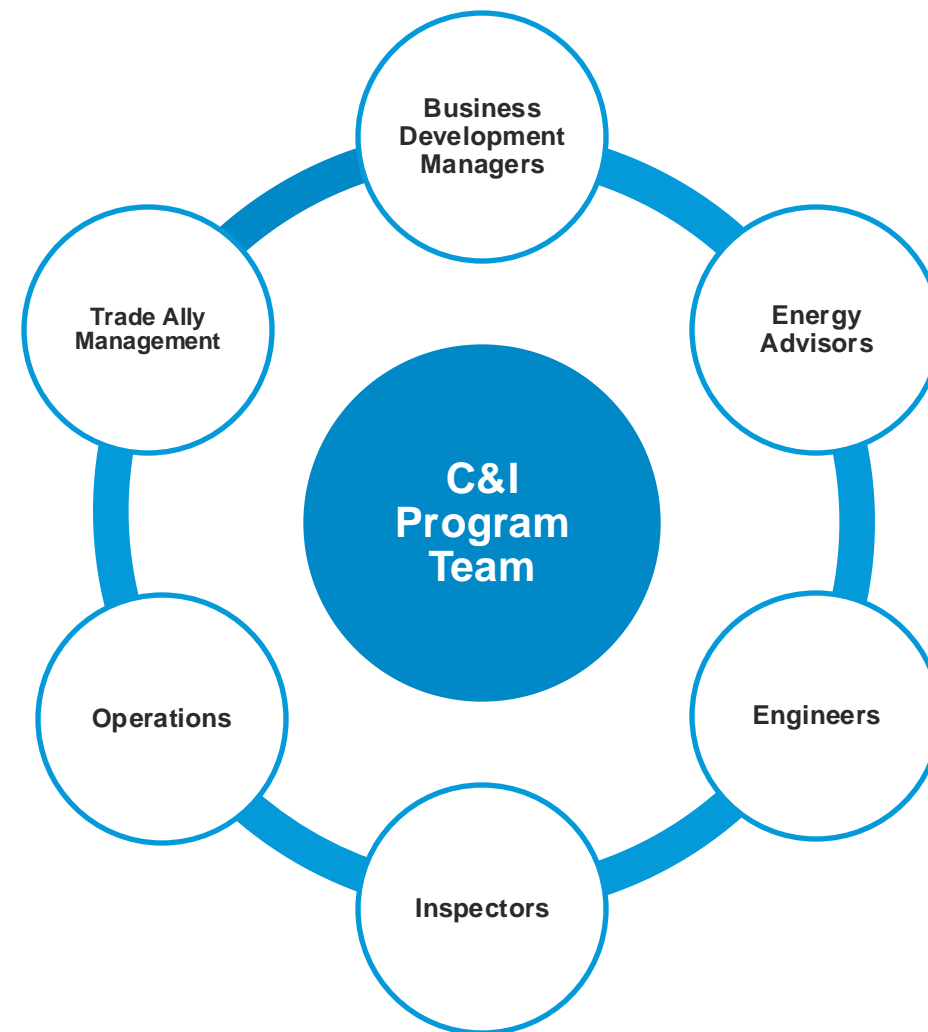 Business
Development
Managers
Energy
Advisors
Trade Ally
Management
C&I
Program
Team
Engineers
Operations
Inspectors